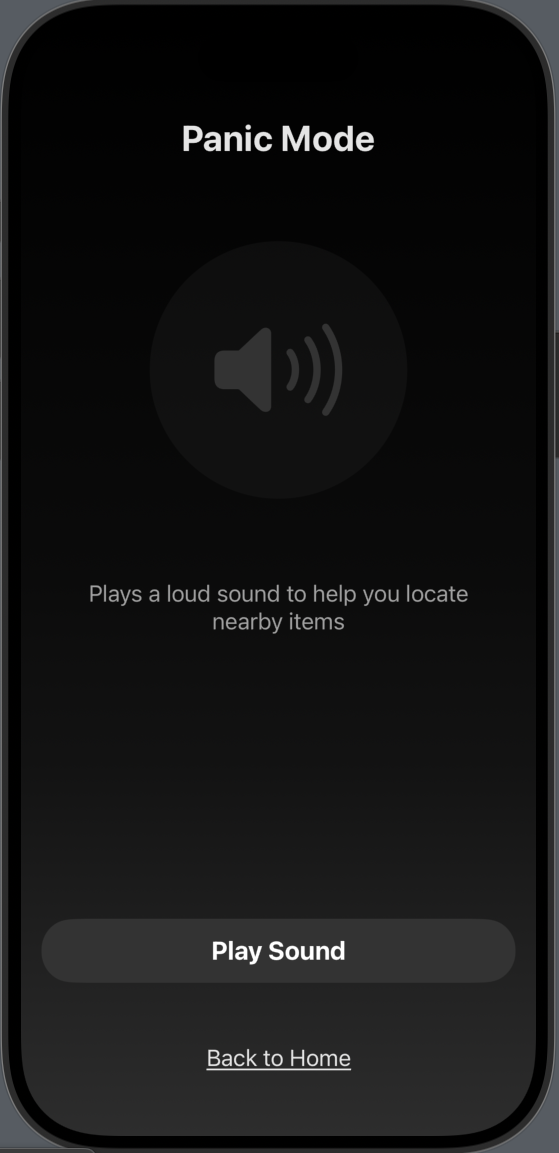 Panic Mode
Plays a loud sound to help you locate
nearby items
Play Sound
Back to Home